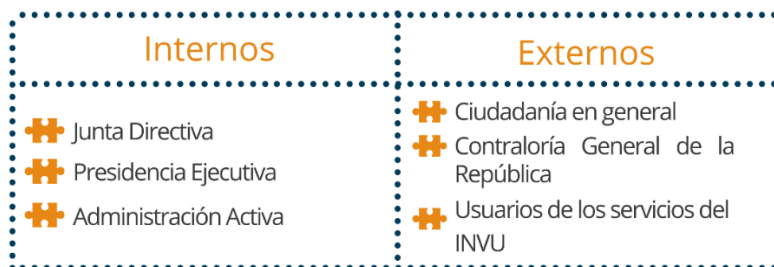 Internos
Junta Directiva
Presidencia Ejecutiva
Administración Activa
Externos
Ciudadanía en general
Contraloría General de la
República
Usuarios de los servicios del
INVU